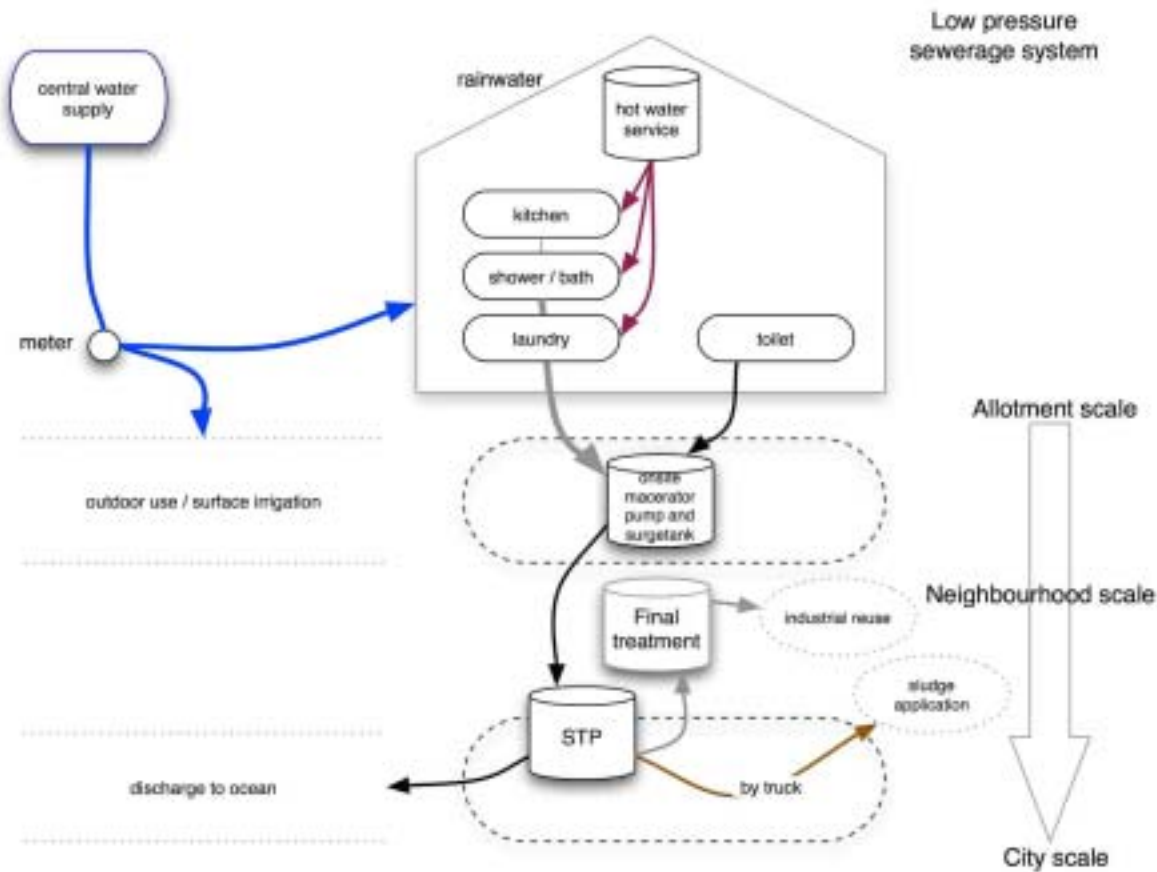 Low pressure
sewerage system
central water
supply
rainwater
hot water
service
kitchen
shower / bath
meter
laundry
toilet
Allotment scale
outdoor use / surface irrigation
onsite
macerator
pump and
surgetank
Neighbourhood scale
Final
treatment
industrial reuse
sludge
application
STP
discharge to ocean
by truck
City scale